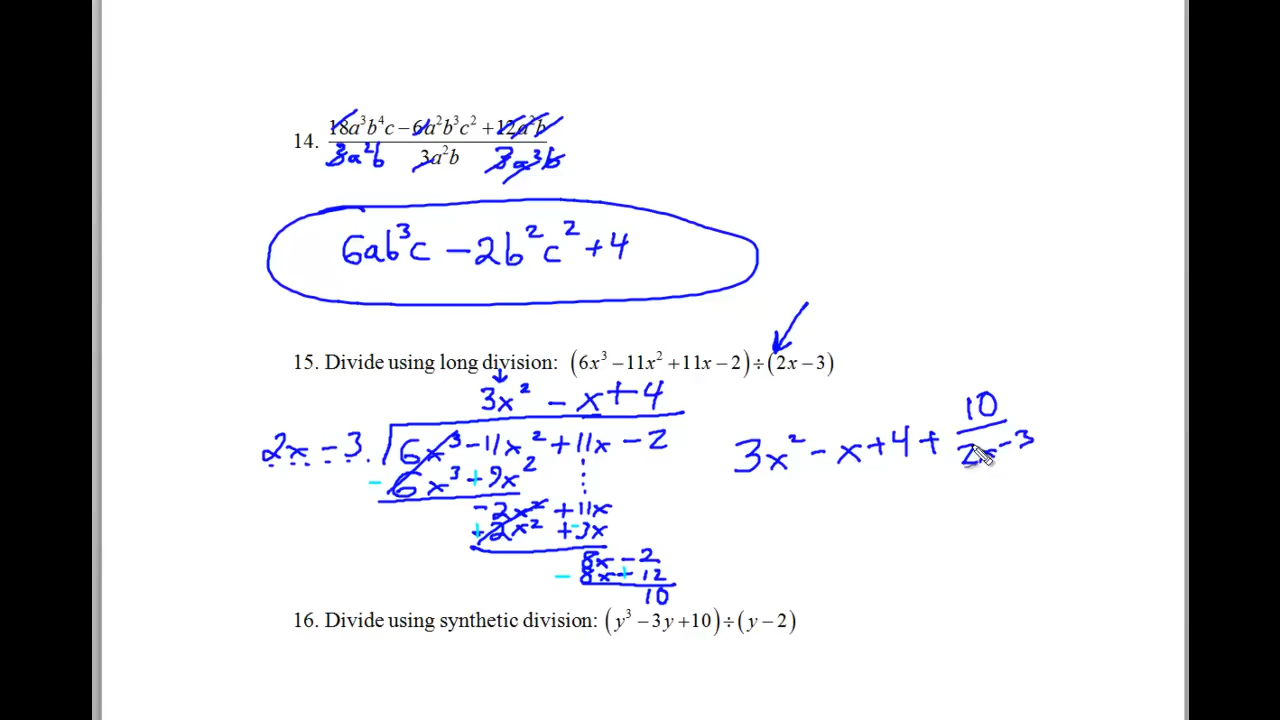 14. 18a³b⁴c − 6a²b³c² + 12a²b
3a²b 3a²b 3a³b
6ab³c − 2b²c² + 4
15. Divide using long division: (6x³ − 11x² + 11x − 2) ÷ (2x − 3)
3x² − x + 4
2x − 3 6x³ − 11x² + 11x − 2
3x² − x + 4 + 10/(2x − 3)
− 6x³ + 9x²
− 2x² + 11x
+ 2x² + 3x
8x − 2
− 8x + 12
10
16. Divide using synthetic division: (y³ − 3y + 10) ÷ (y − 2)